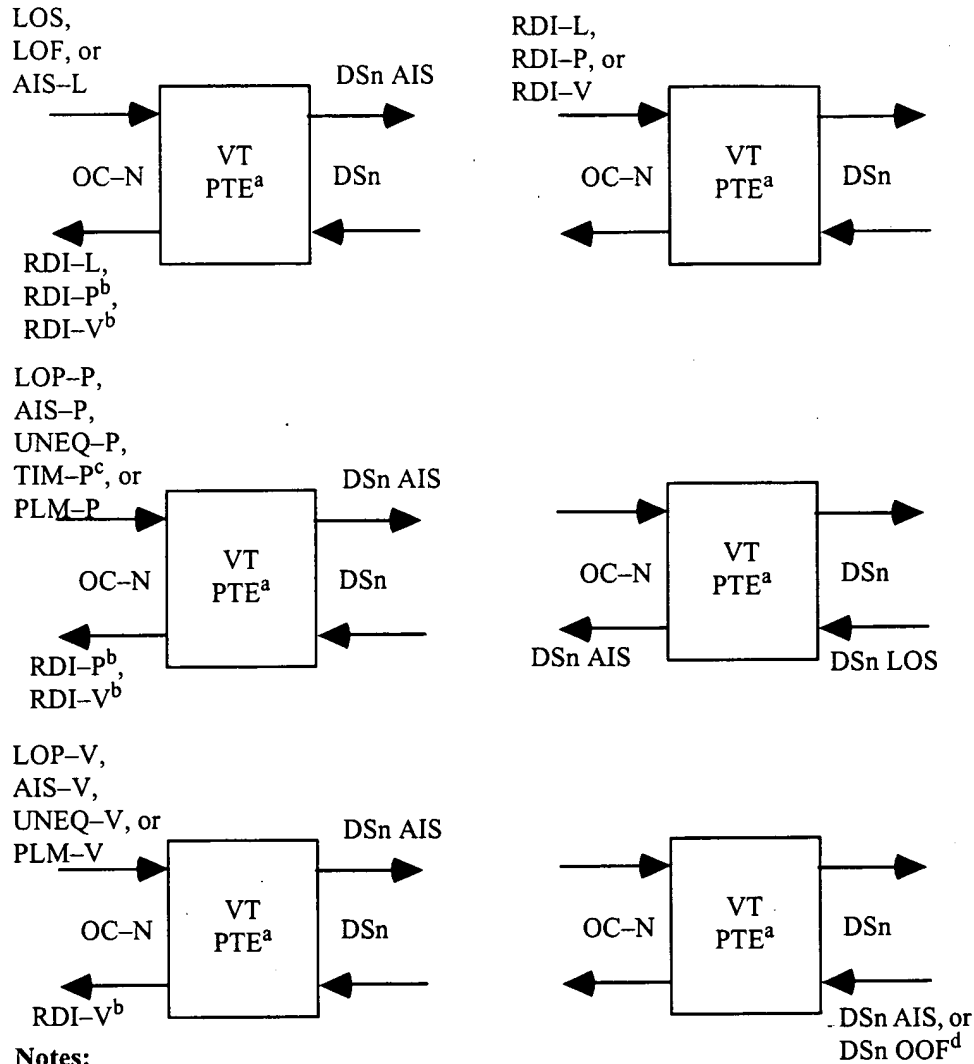 LOS,
LOF, or
AIS–L
DSn AIS
VT
PTEa
OC–N
DSn
RDI–L,
RDI–Pb,
RDI–Vb
RDI–L,
RDI–P, or
RDI–V
VT
PTEa
OC–N
DSn
LOP–P,
AIS–P,
UNEQ–P,
TIM–Pc, or
PLM–P
DSn AIS
VT
PTEa
OC–N
DSn
RDI–Pb,
RDI–Vb
VT
PTEa
OC–N
DSn
DSn AIS
DSn LOS
LOP–V,
AIS–V,
UNEQ–V, or
PLM–V
DSn AIS
VT
PTEa
OC–N
DSn
RDI–Vb
VT
PTEa
OC–N
DSn
DSn AIS, or
DSn OOFd
Notes: